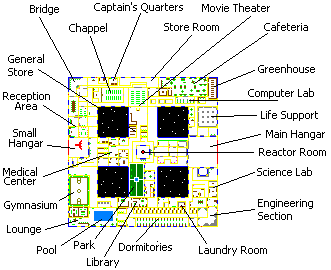 Captain's Quarters
Movie Theater
Bridge
Chappel
Store Room
Cafeteria
General
Store
Greenhouse
Computer Lab
Reception
Area
Life Support
Small
Hangar
Main Hangar
Reactor Room
Medical
Center
Science Lab
Gymnasium
Engineering
Section
Lounge
Pool
Park
Library
Dormitories
Laundry Room